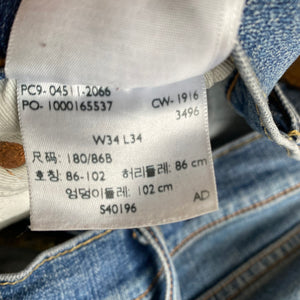 PC9- 04511-2066
PO- 1000165537 CW- 1916
3496
W34 L34
尺码: 180/86B
호칭: 86-102 허리둘레: 86 cm
엉덩이둘레: 102 cm
S40196 AD